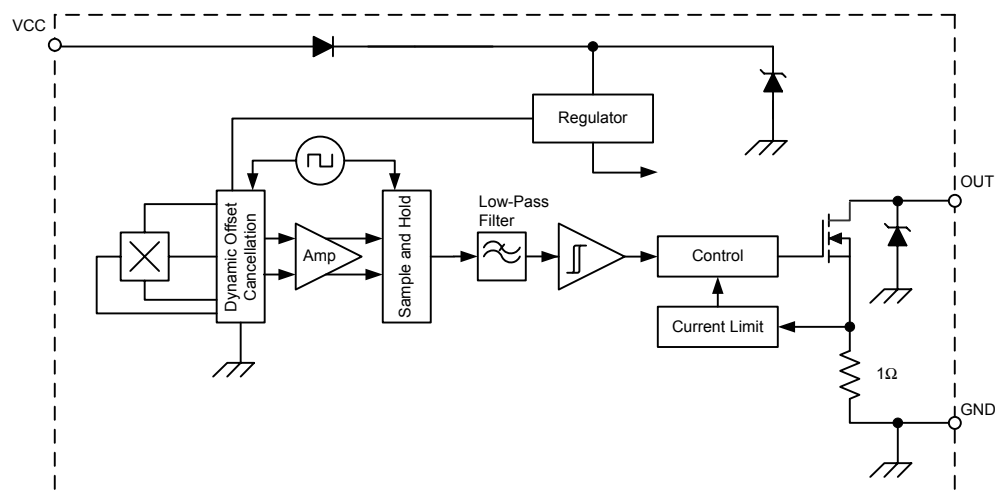 VCC
Regulator
OUT
Low-Pass
Filter
Dynamic Offset
Cancellation
Amp
Sample and Hold
Control
Current Limit
1Ω
GND